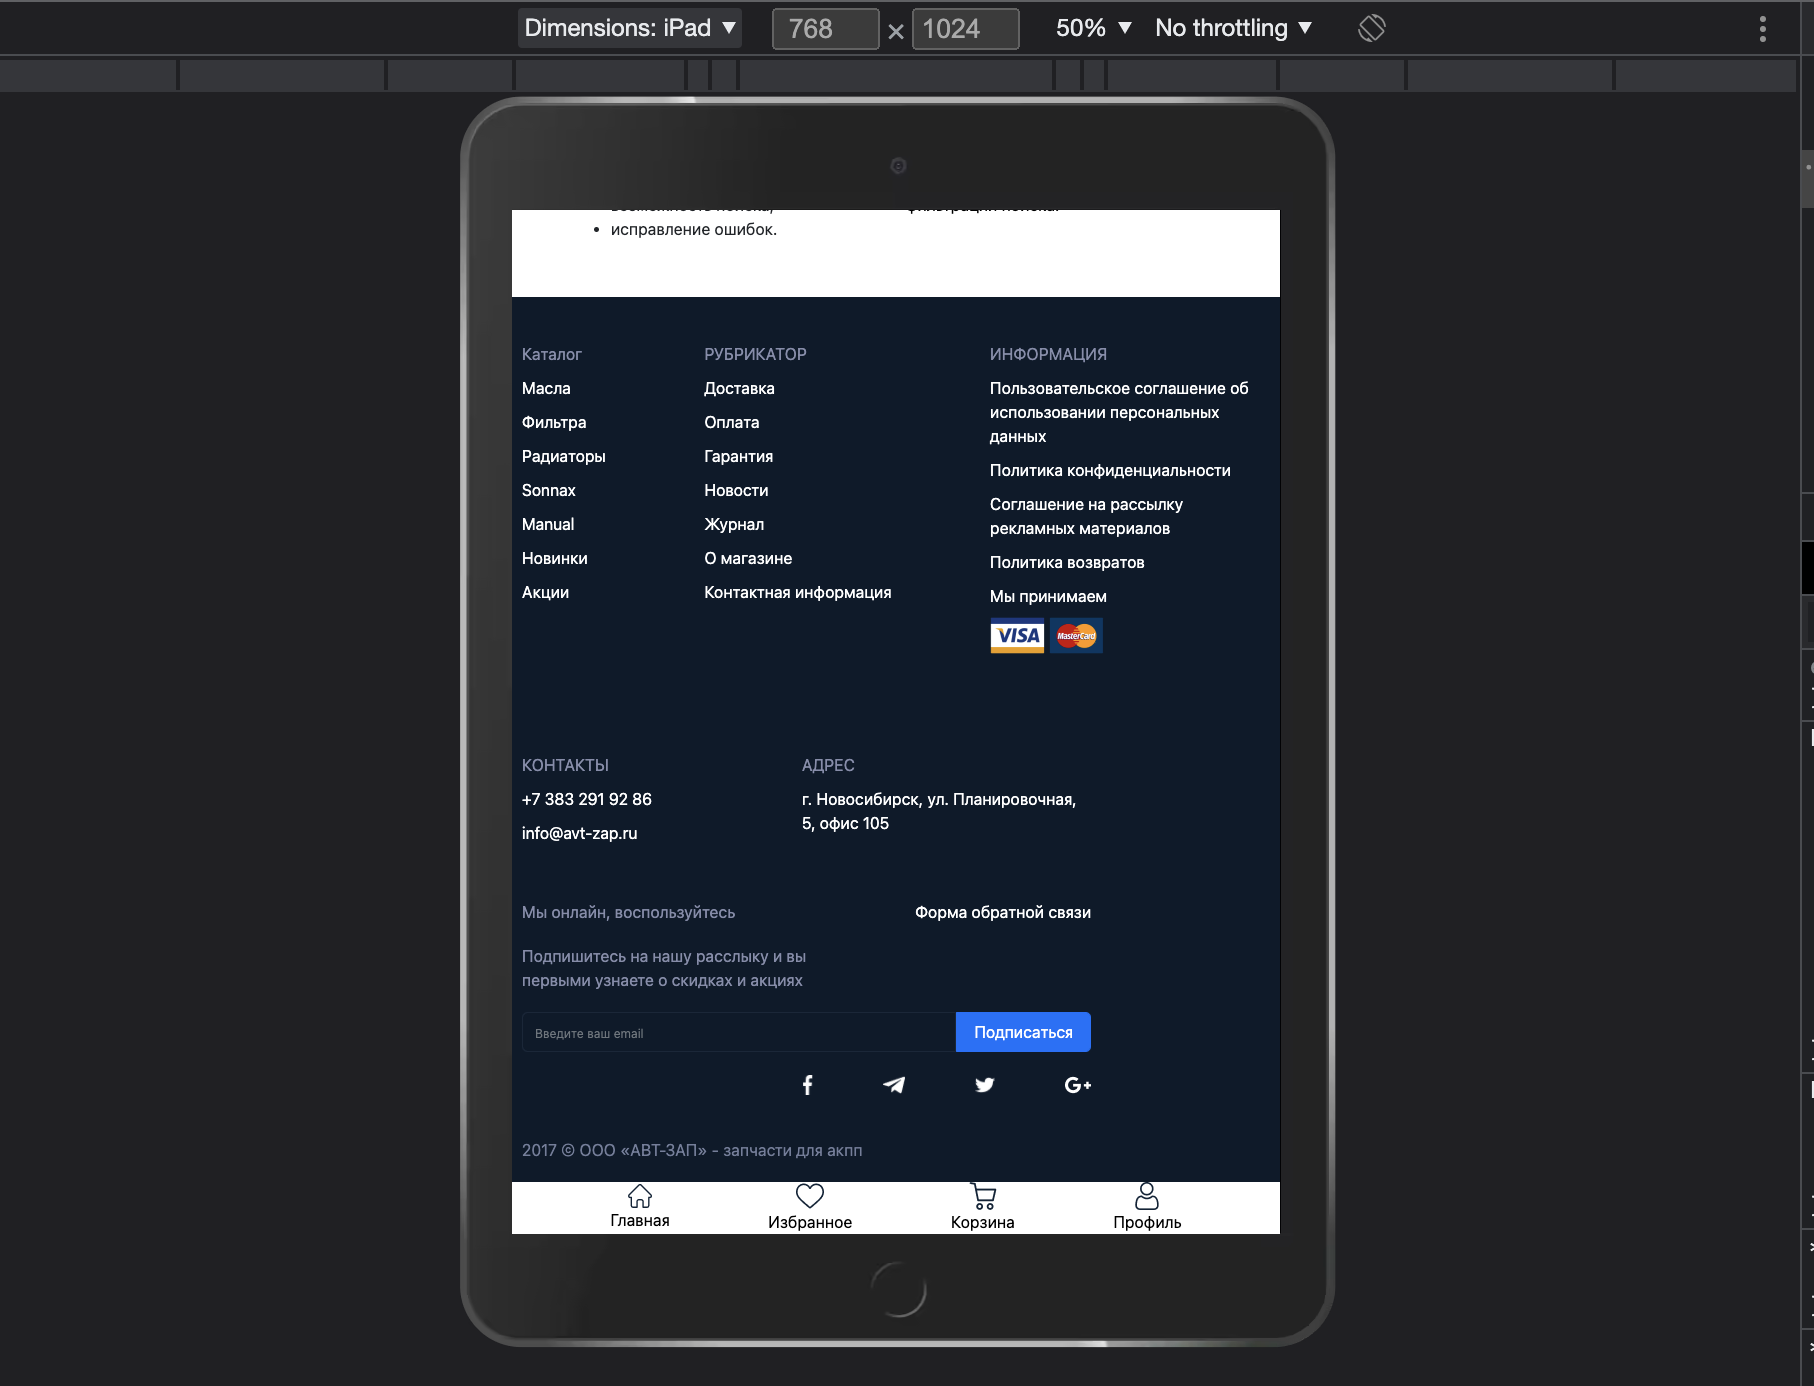 Dimensions: iPad ▼ 768 × 1024 50% ▼ No throttling ▼
исправление ошибок.
Каталог
Масла
Фильтра
Радиаторы
Sonnax
Manual
Новинки
Акции
РУБРИКАТОР
Доставка
Оплата
Гарантия
Новости
Журнал
О магазине
Контактная информация
ИНФОРМАЦИЯ
Пользовательское соглашение об
использовании персональных
данных
Политика конфиденциальности
Соглашение на рассылку
рекламных материалов
Политика возвратов
Мы принимаем
VISA MasterCard
КОНТАКТЫ
+7 383 291 92 86
info@avt-zap.ru
АДРЕС
г. Новосибирск, ул. Планировочная,
5, офис 105
Мы онлайн, воспользуйтесь
Форма обратной связи
Подпишитесь на нашу расслыку и вы
первыми узнаете о скидках и акциях
Введите ваш email
Подписаться
G+
2017 © ООО «АВТ-ЗАП» - запчасти для акпп
Главная Избранное Корзина Профиль